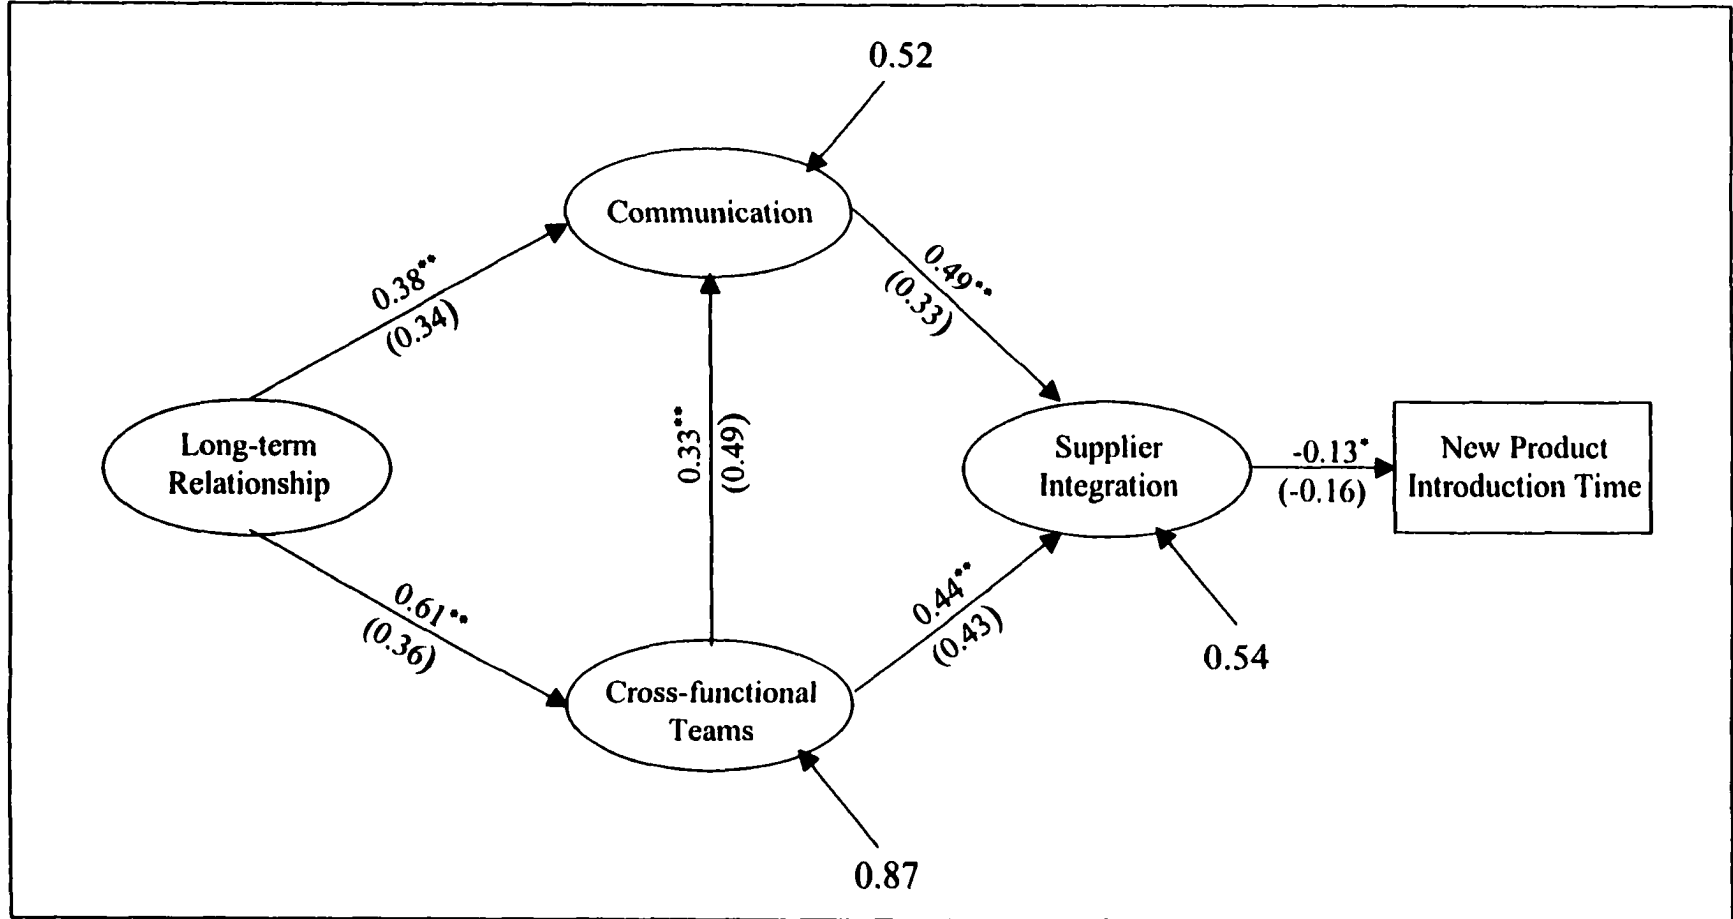 0.52
Communication
0.38**
(0.34)
0.49**
(0.33)
Long-term
Relationship
0.33**
(0.49)
Supplier
Integration
-0.13*
(-0.16)
New Product
Introduction Time
0.61**
(0.36)
0.44**
(0.43)
0.54
Cross-functional
Teams
0.87